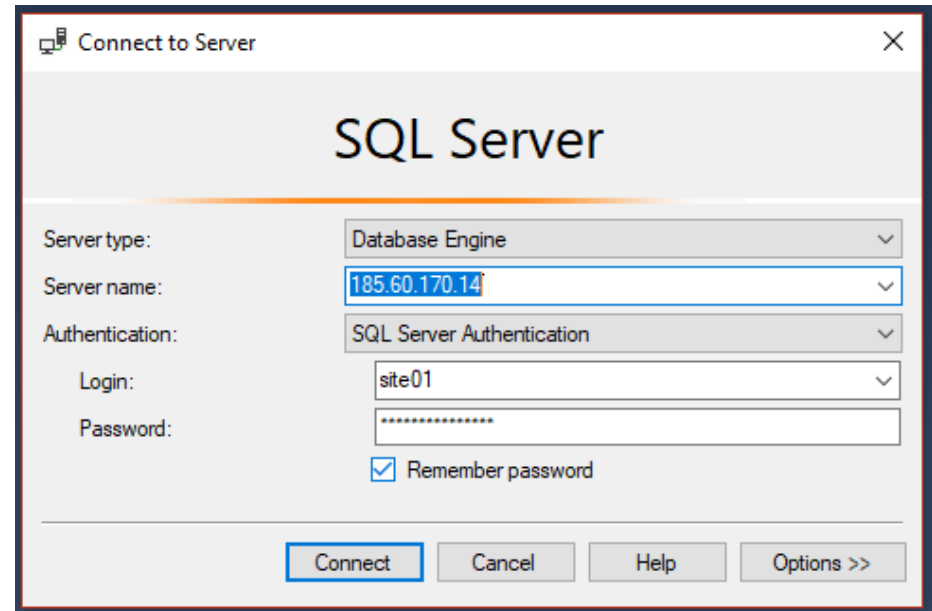 Connect to Server
SQL Server
Server type: Database Engine
Server name: 185.60.170.14
Authentication: SQL Server Authentication
Login: site01
Password: ***************
Remember password
Connect Cancel Help Options >>